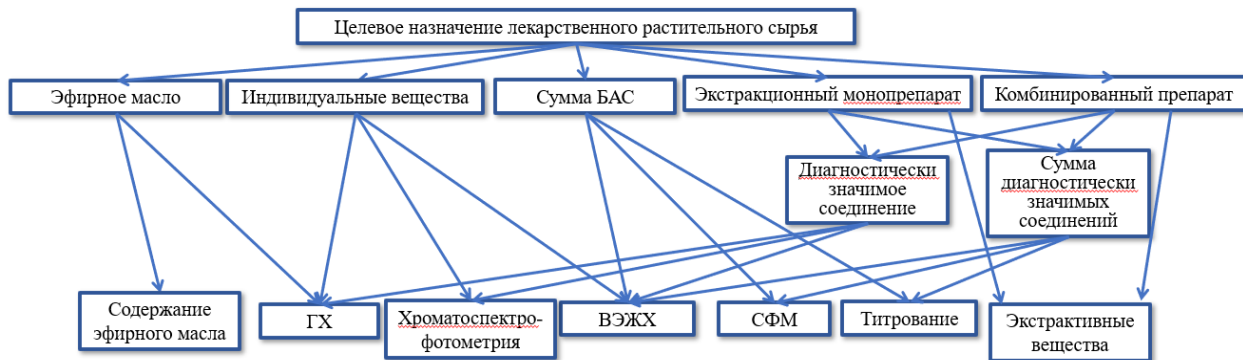 Целевое назначение лекарственного растительного сырья
Эфирное масло
Индивидуальные вещества
Сумма БАС
Экстракционный монопрепарат
Комбинированный препарат
Диагностически
значимое
соединение
Сумма
диагностически
значимых
соединений
Содержание
эфирного масла
ГХ
Хроматоспектро-
фотометрия
ВЭЖХ
СФМ
Титрование
Экстрактивные
вещества